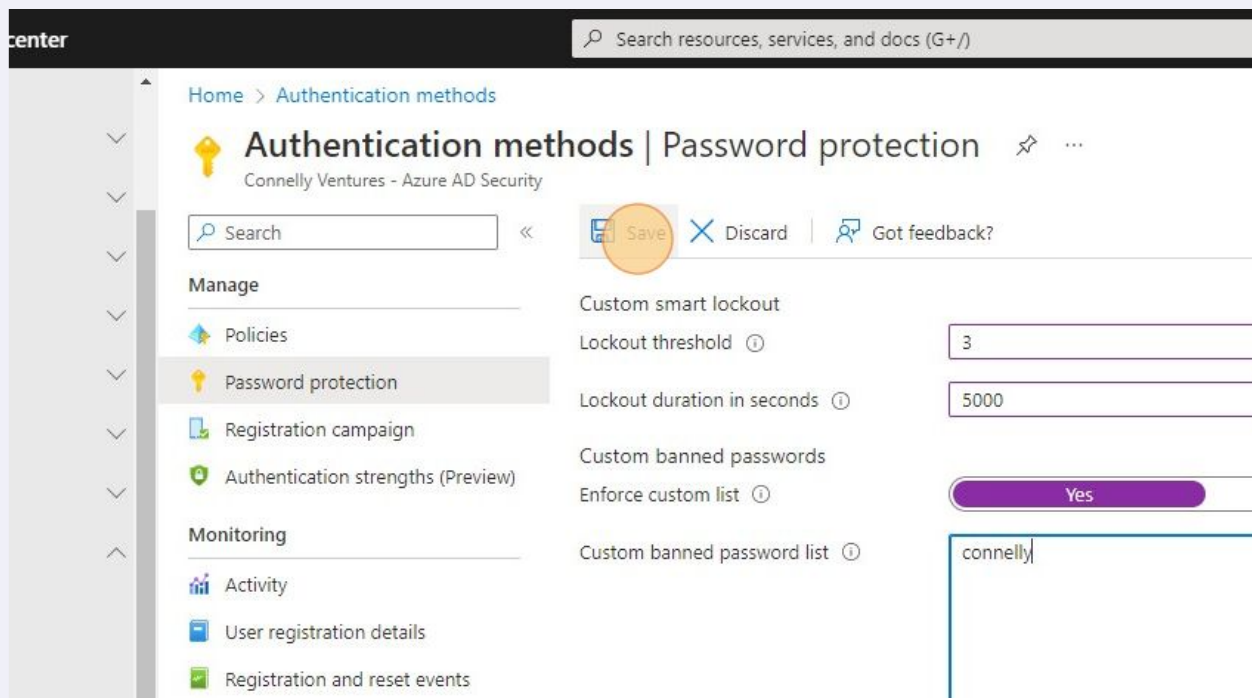 center
Search resources, services, and docs (G+/)
Home > Authentication methods
Authentication methods | Password protection
Connelly Ventures - Azure AD Security
Search
Save Discard Got feedback?
Manage
Policies
Password protection
Registration campaign
Authentication strengths (Preview)
Monitoring
Activity
User registration details
Registration and reset events
Custom smart lockout
Lockout threshold 3
Lockout duration in seconds 5000
Custom banned passwords
Enforce custom list Yes
Custom banned password list connelly